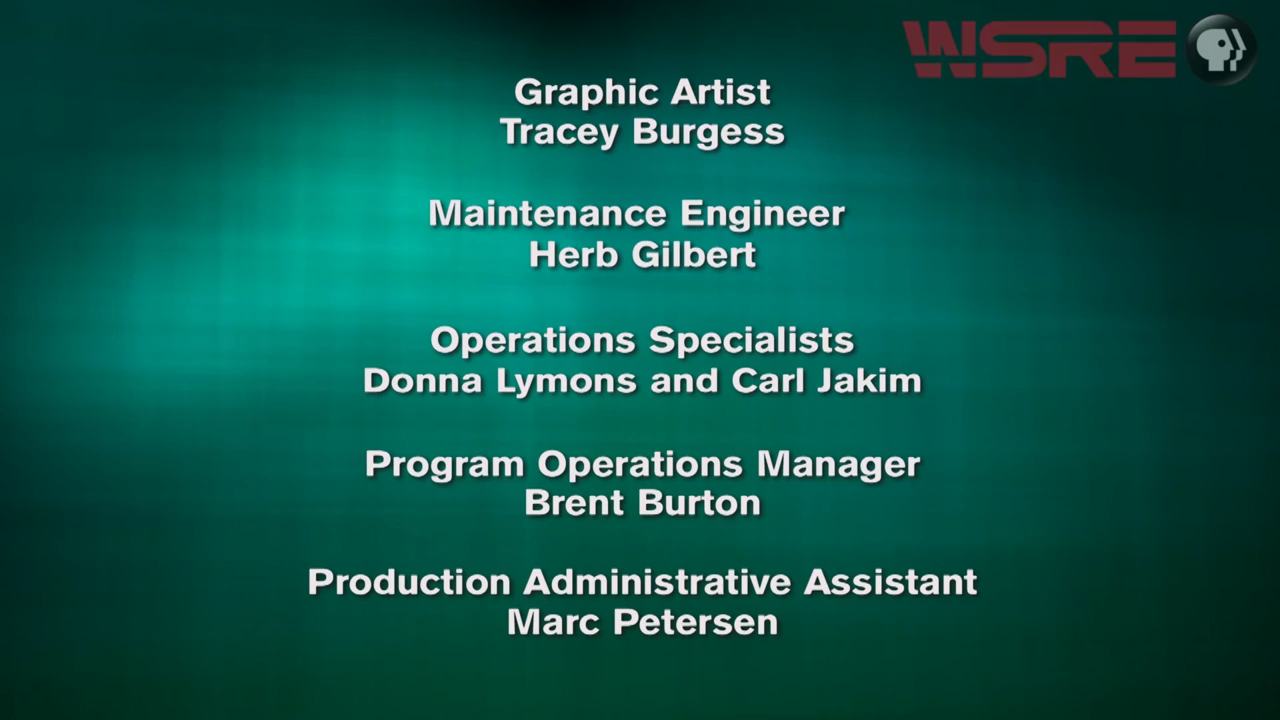 WSRE
Graphic Artist
Tracey Burgess
Maintenance Engineer
Herb Gilbert
Operations Specialists
Donna Lymons and Carl Jakim
Program Operations Manager
Brent Burton
Production Administrative Assistant
Marc Petersen